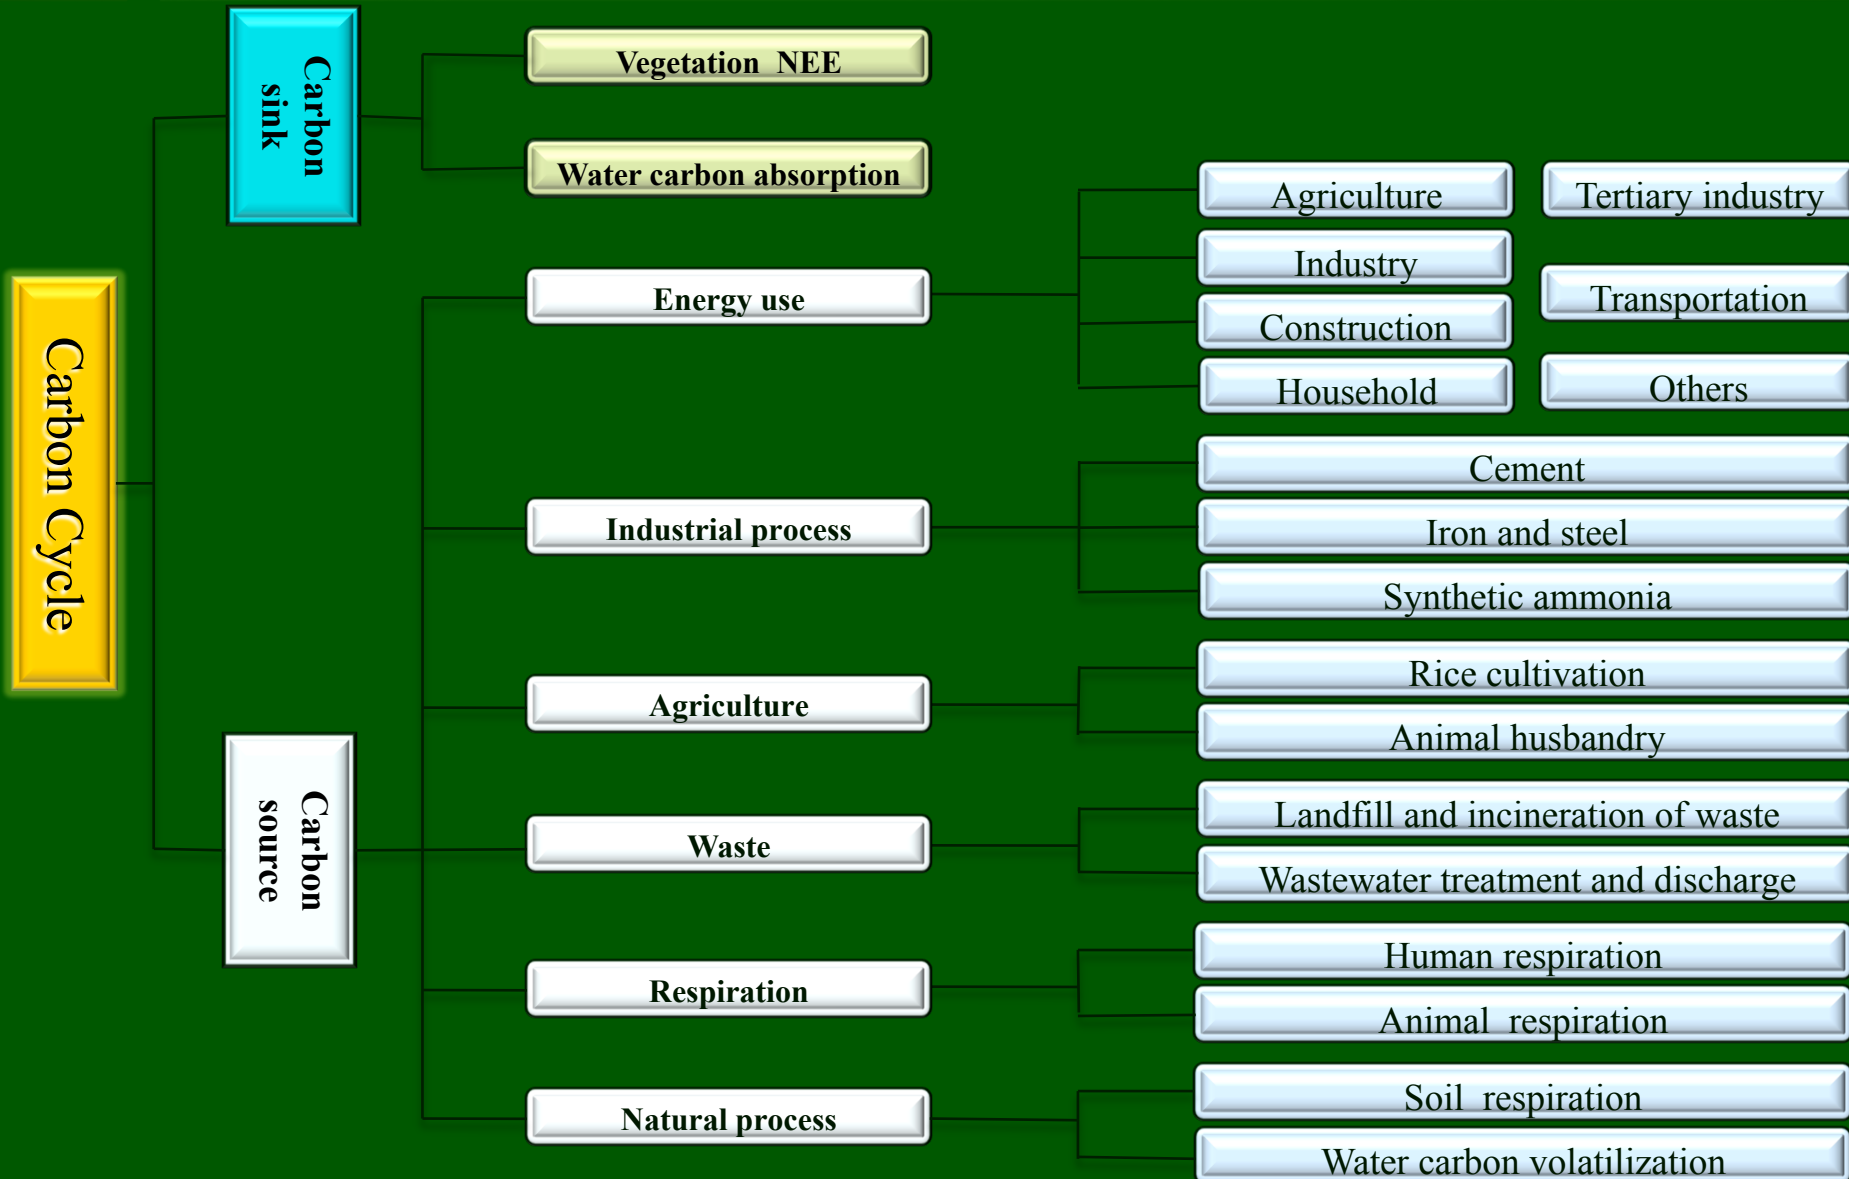 Carbon Cycle
Carbon
sink
Vegetation NEE
Water carbon absorption
Carbon
source
Energy use
Agriculture
Tertiary industry
Industry
Transportation
Construction
Household
Others
Industrial process
Cement
Iron and steel
Synthetic ammonia
Agriculture
Rice cultivation
Animal husbandry
Waste
Landfill and incineration of waste
Wastewater treatment and discharge
Respiration
Human respiration
Animal respiration
Natural process
Soil respiration
Water carbon volatilization